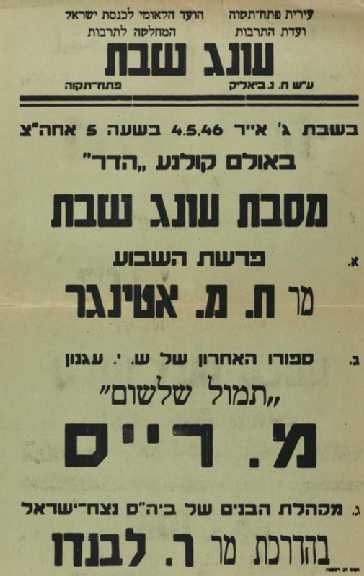 עירית פתח־תקוה הועד הלאומי לכנסת ישראל
ועדת התרבות המחלקה לתרבות
עונג שבת
ע״ש ח. נ. ביאליק פתח־תקוה
בשבת ג' אייר 4.5.46 בשעה 5 אחה״צ
באולם קולנע „הדר”
מסבת עונג שבת
א. פרשת השבוע
מר ח. מ. אטינגר
ב. ספורו האחרון של ש. י. עגנון
„תמול שלשום”
מ. רייס
ג. מקהלת הבנים של ביה״ס נצח־ישראל
בהדרכת מר ר. לבנדו